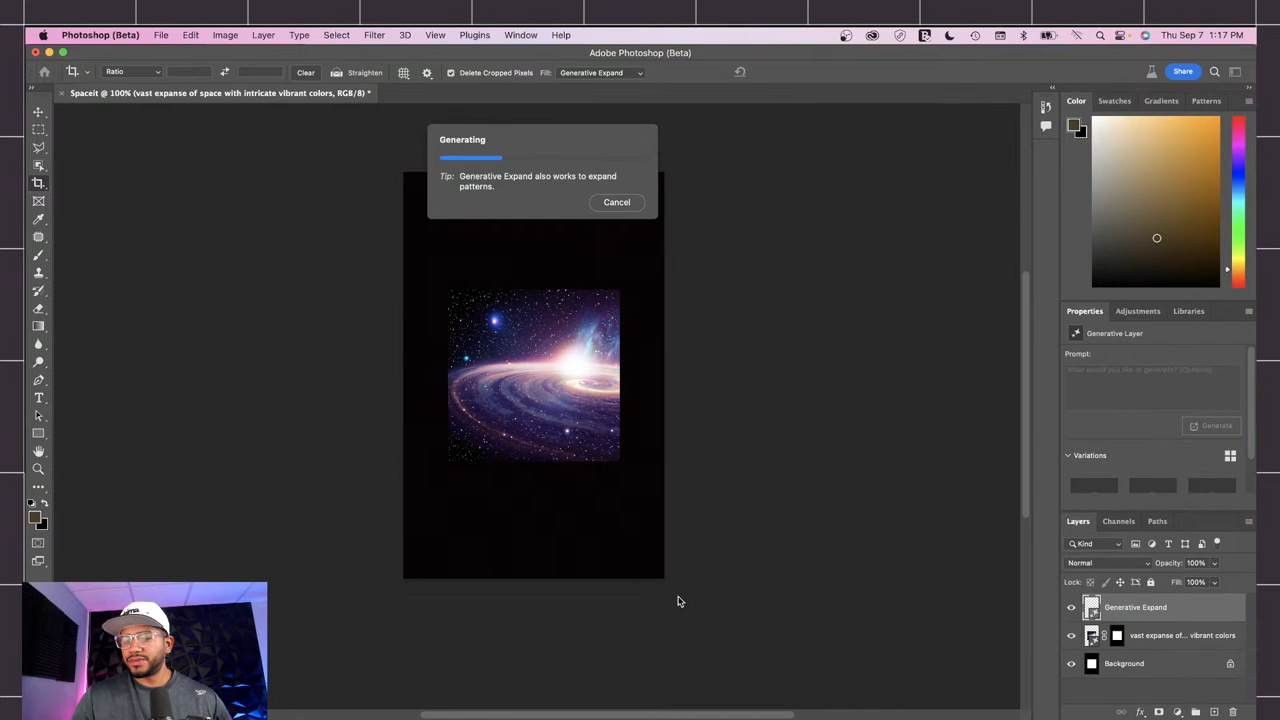 Photoshop (Beta) File Edit Image Layer Type Select Filter 3D View Plugins Window Help Thu Sep 7 1:17 PM
Adobe Photoshop (Beta)
Ratio Clear Straighten Delete Cropped Pixels Fill: Generative Expand Share
Spaceit @ 100% (vast expanse of space with intricate vibrant colors, RGB/8) *
Color Swatches Gradients Patterns
Generating
Tip: Generative Expand also works to expand
patterns.
Cancel
Properties Adjustments Libraries
Generative Layer
Prompt:
What would you like to generate? (Optional)
Generate
Variations
Layers Channels Paths
Kind
Normal Opacity: 100%
Lock: Fill: 100%
Generative Expand
vast expanse of... vibrant colors
Background